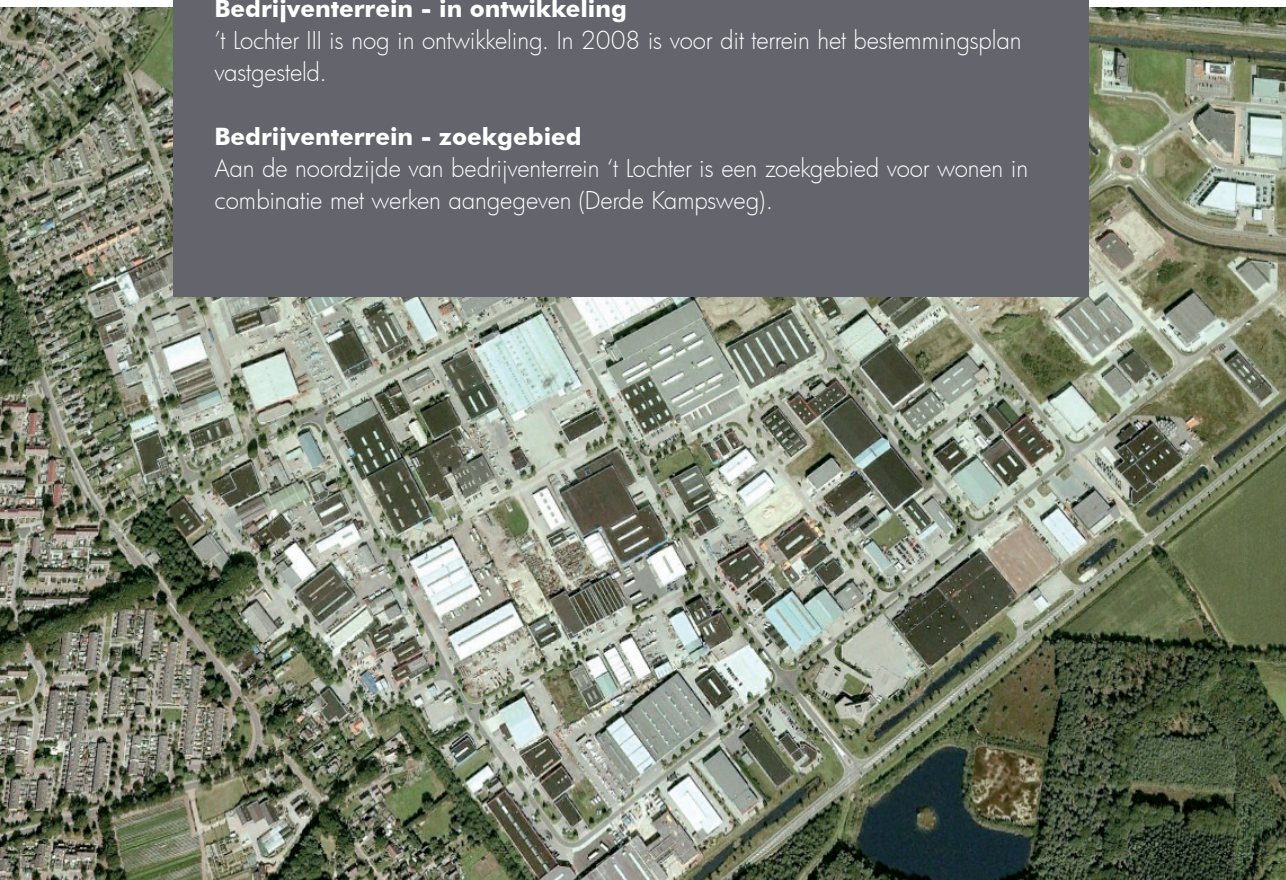 Bedrijventerrein - in ontwikkeling
‘t Lochter III is nog in ontwikkeling. In 2008 is voor dit terrein het bestemmingsplan
vastgesteld.
Bedrijventerrein - zoekgebied
Aan de noordzijde van bedrijventerrein ‘t Lochter is een zoekgebied voor wonen in
combinatie met werken aangegeven (Derde Kampsweg).